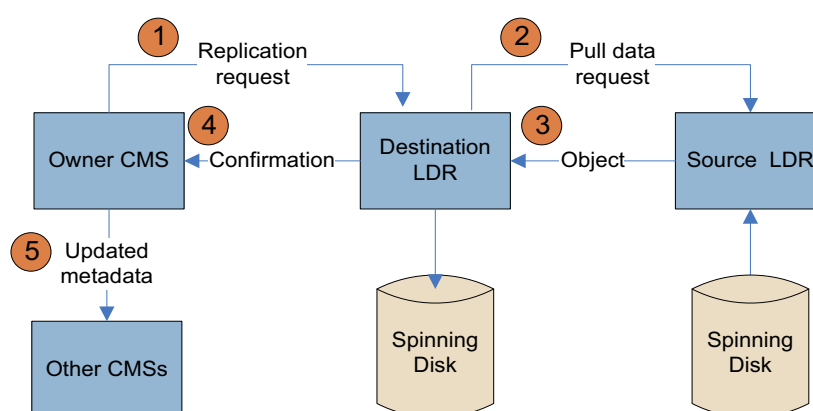 1
Replication
request
2
Pull data
request
Owner CMS
4
Confirmation
Destination
LDR
3
Object
Source LDR
5
Updated
metadata
Other CMSs
Spinning
Disk
Spinning
Disk